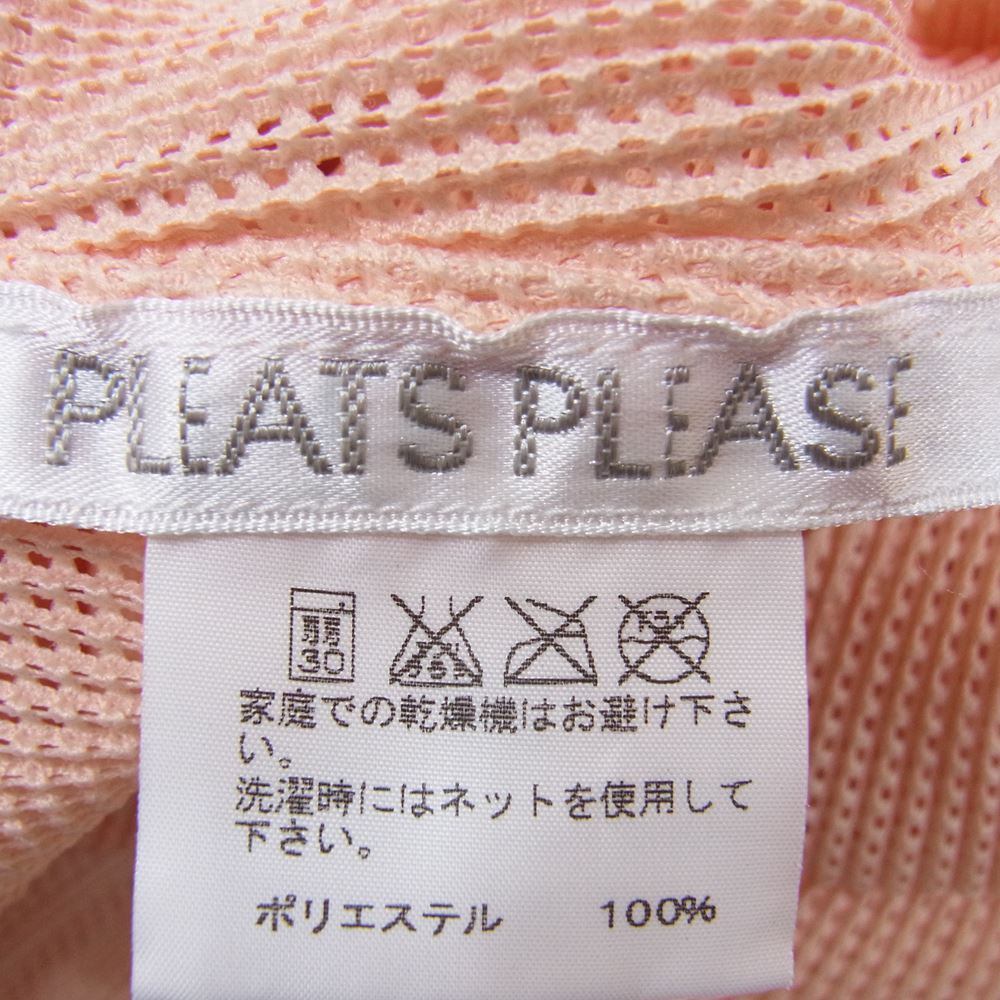 PLEATS PLEASE
弱
30
家庭での乾燥機はお避け下さ
い。
洗濯時にはネットを使用して
下さい。
ポリエステル 100%